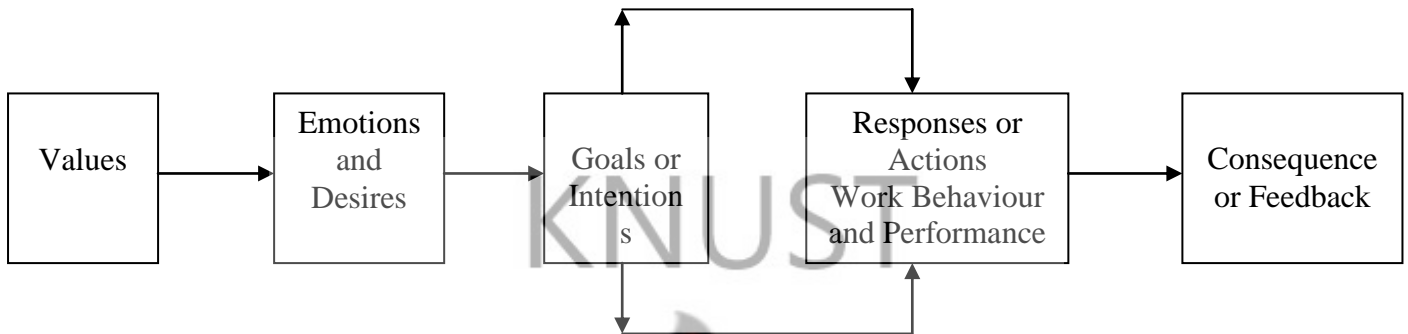 Values
Emotions
and
Desires
Goals or
Intention
s
Responses or
Actions
Work Behaviour
and Performance
Consequence
or Feedback
KNUST